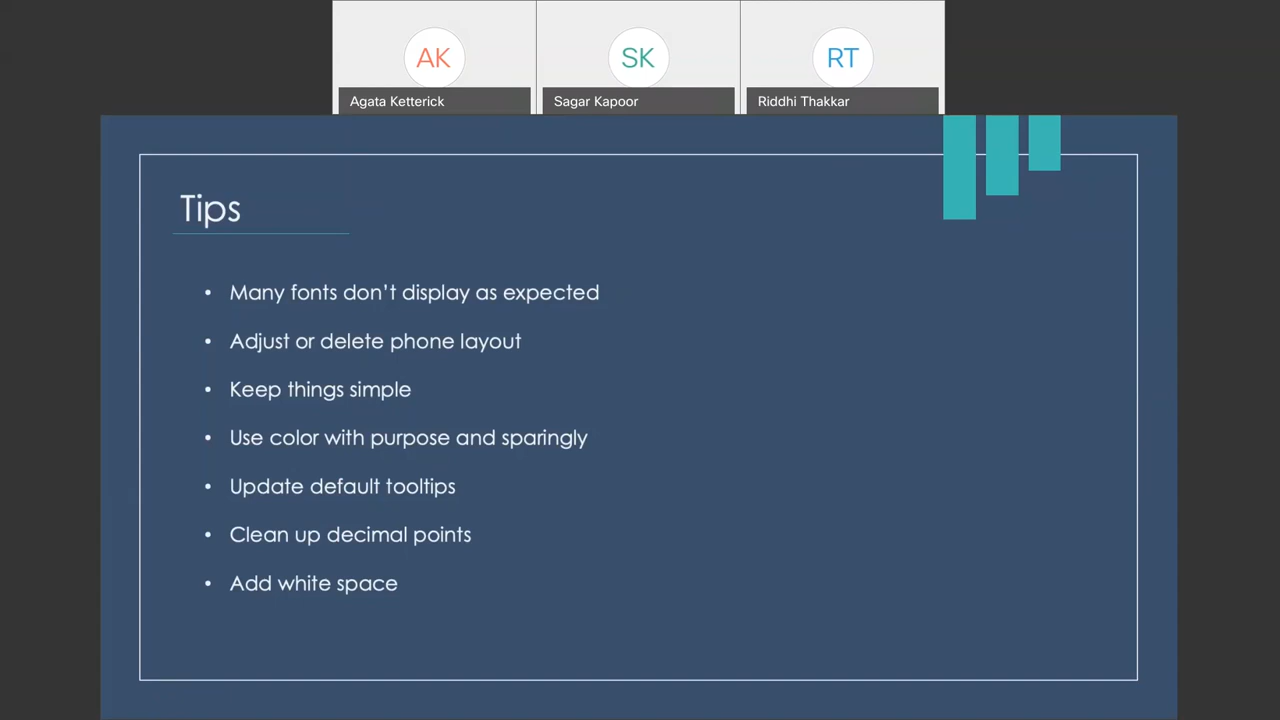 AK
SK
RT
Agata Ketterick
Sagar Kapoor
Riddhi Thakkar
Tips
• Many fonts don’t display as expected
• Adjust or delete phone layout
• Keep things simple
• Use color with purpose and sparingly
• Update default tooltips
• Clean up decimal points
• Add white space